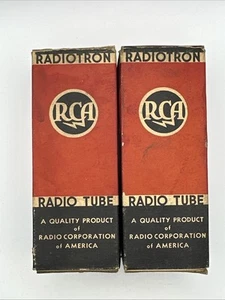 RADIOTRON
RCA
RADIO TUBE
A QUALITY PRODUCT
of
RADIO CORPORATION
of AMERICA
RADIOTRON
RCA
RADIO TUBE
A QUALITY PRODUCT
of
RADIO CORPORATION
of AMERICA